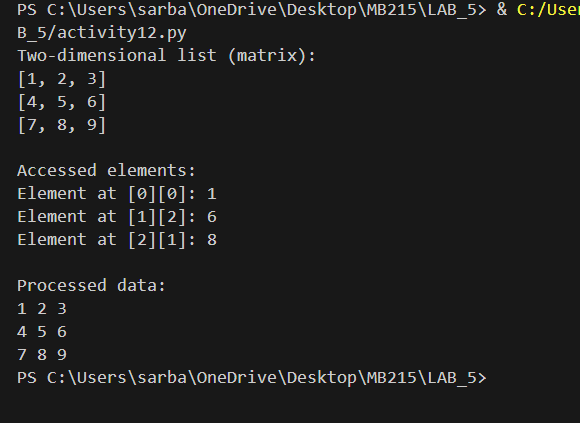 PS C:\Users\sarba\OneDrive\Desktop\MB215\LAB_5> & C:/User
B_5/activity12.py
Two-dimensional list (matrix):
[1, 2, 3]
[4, 5, 6]
[7, 8, 9]
Accessed elements:
Element at [0][0]: 1
Element at [1][2]: 6
Element at [2][1]: 8
Processed data:
1 2 3
4 5 6
7 8 9
PS C:\Users\sarba\OneDrive\Desktop\MB215\LAB_5>